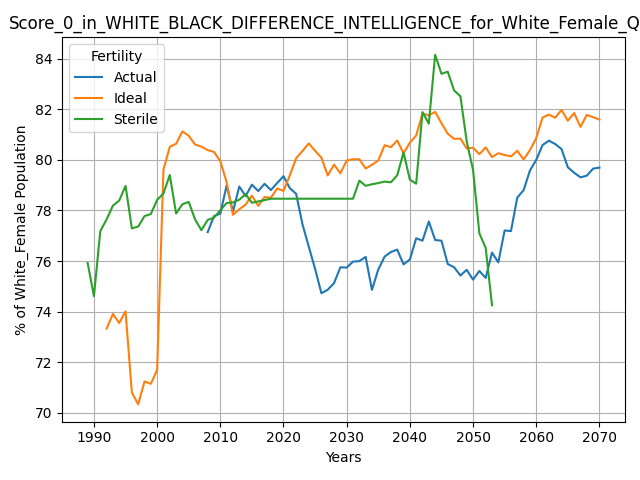 Score_0_in_WHITE_BLACK_DIFFERENCE_INTELLIGENCE_for_White_Female_Q
Fertility
Actual
Ideal
Sterile
84
82
80
78
76
74
72
70
% of White_Female Population
1990 2000 2010 2020 2030 2040 2050 2060 2070
Years